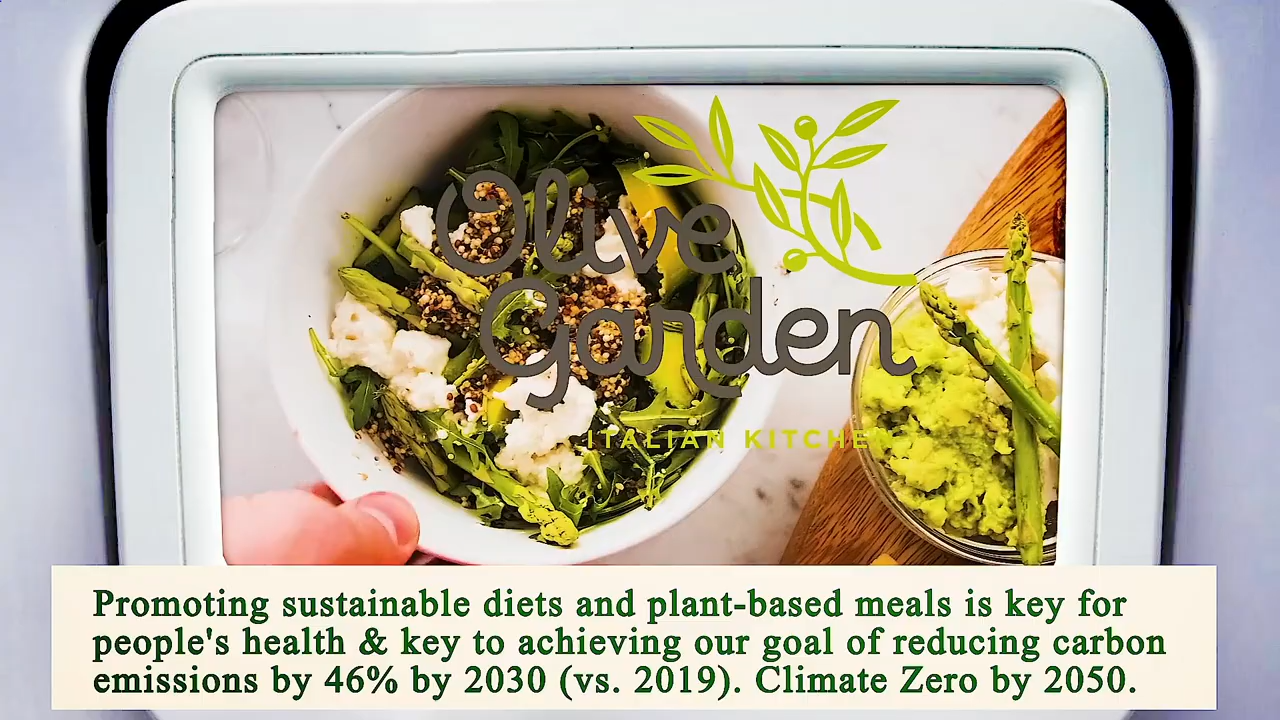 Olive
Garden
ITALIAN KITCHEN
Promoting sustainable diets and plant-based meals is key for
people's health & key to achieving our goal of reducing carbon
emissions by 46% by 2030 (vs. 2019). Climate Zero by 2050.